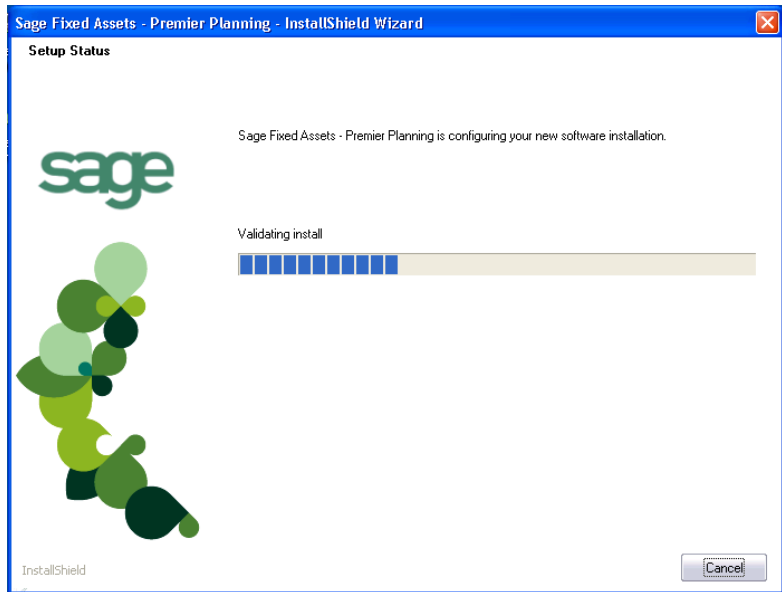 Sage Fixed Assets - Premier Planning - InstallShield Wizard
Setup Status
Sage Fixed Assets - Premier Planning is configuring your new software installation.
sage
Validating install
InstallShield
Cancel